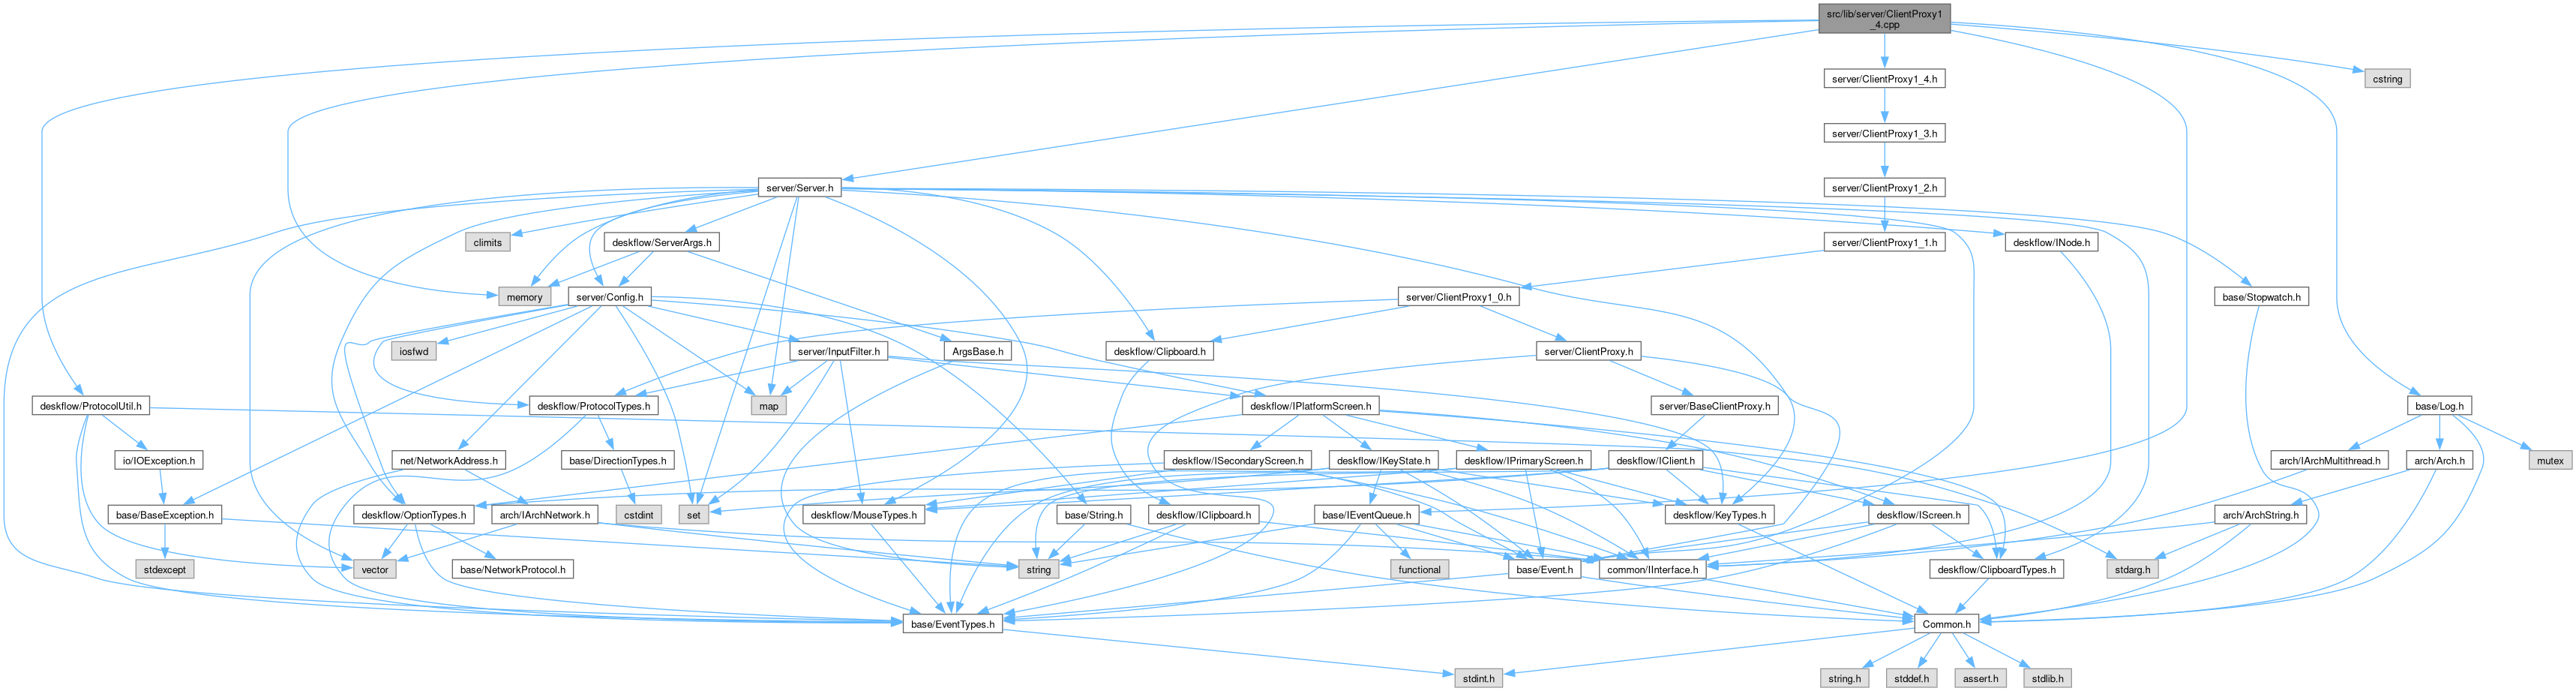 src/lib/server/ClientProxy1
_4.cpp
server/ClientProxy1_4.h
cstring
server/ClientProxy1_3.h
server/Server.h
server/ClientProxy1_2.h
climits
deskflow/ServerArgs.h
server/ClientProxy1_1.h
deskflow/INode.h
memory
server/Config.h
server/ClientProxy1_0.h
base/Stopwatch.h
iosfwd
server/InputFilter.h
ArgsBase.h
deskflow/Clipboard.h
server/ClientProxy.h
deskflow/ProtocolUtil.h
deskflow/ProtocolTypes.h
map
deskflow/IPlatformScreen.h
server/BaseClientProxy.h
base/Log.h
io/IOException.h
net/NetworkAddress.h
base/DirectionTypes.h
deskflow/ISecondaryScreen.h
deskflow/IKeyState.h
deskflow/IPrimaryScreen.h
deskflow/IClient.h
arch/IArchMultithread.h
arch/Arch.h
mutex
base/BaseException.h
deskflow/OptionTypes.h
arch/IArchNetwork.h
cstdint
set
deskflow/MouseTypes.h
base/String.h
deskflow/IClipboard.h
base/IEventQueue.h
deskflow/KeyTypes.h
deskflow/IScreen.h
arch/ArchString.h
stdexcept
vector
base/NetworkProtocol.h
string
functional
base/Event.h
common/IInterface.h
deskflow/ClipboardTypes.h
stdarg.h
base/EventTypes.h
Common.h
stdint.h
string.h
stddef.h
assert.h
stdlib.h